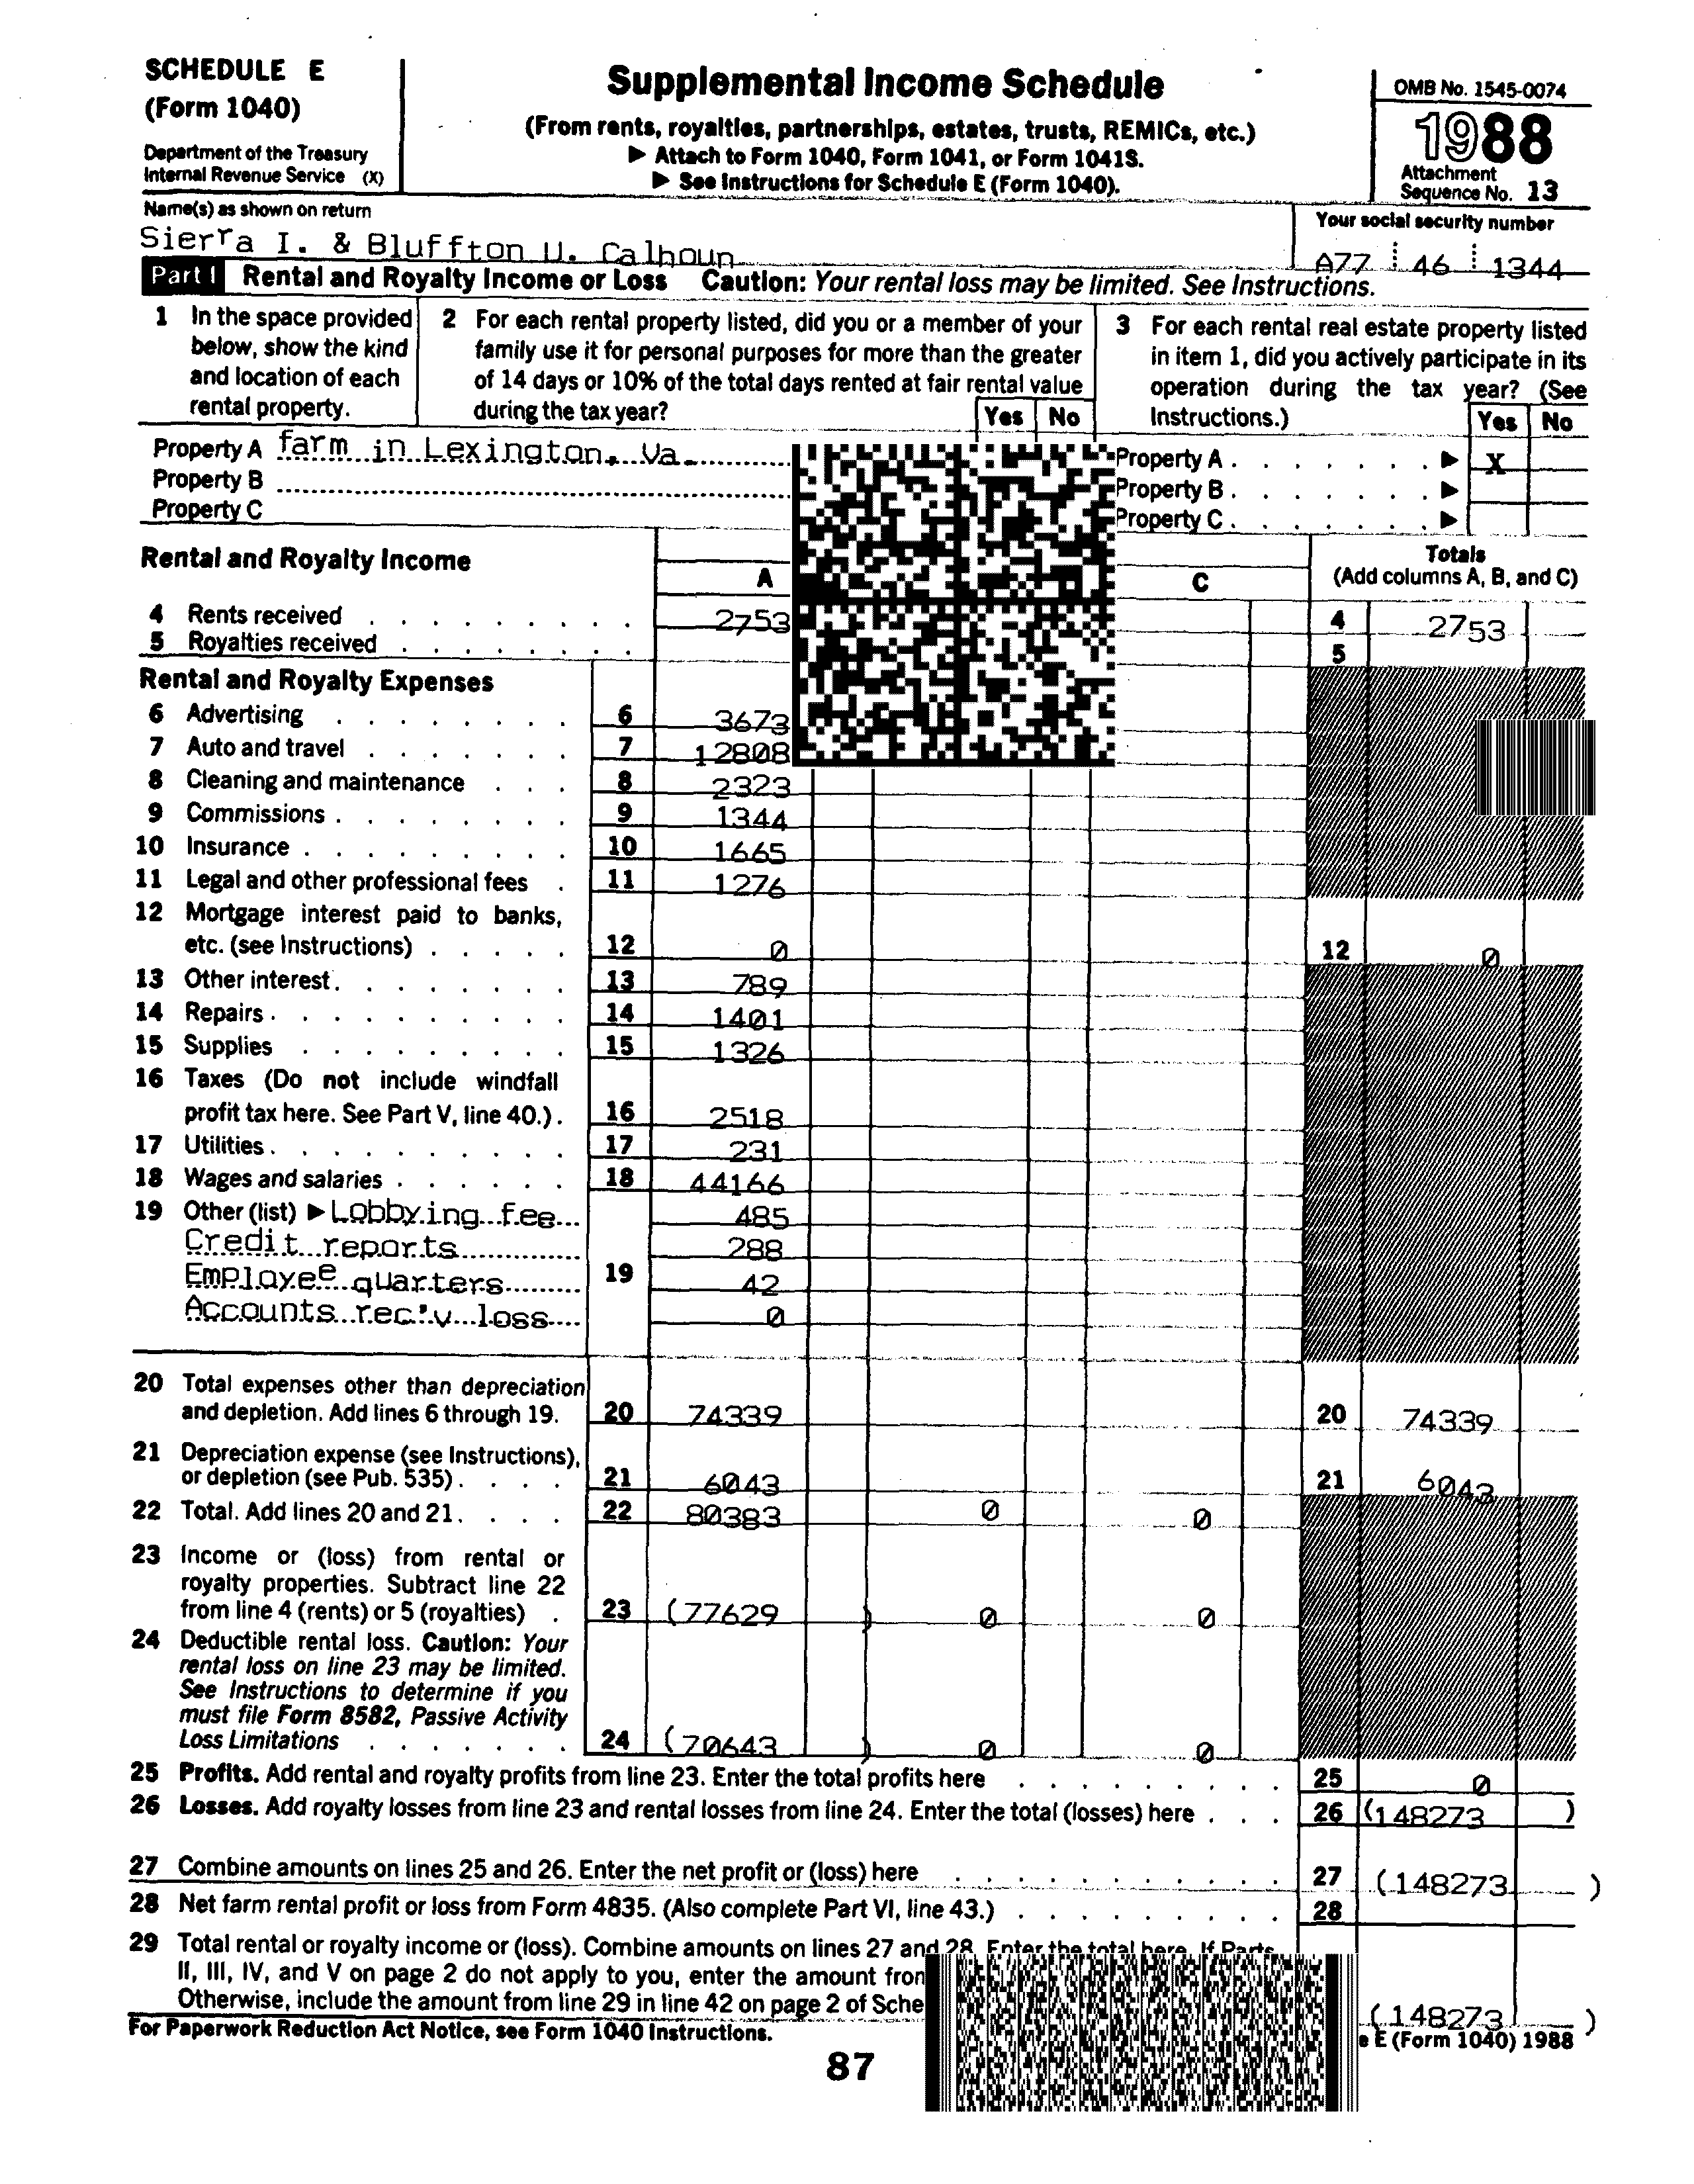 SCHEDULE E
(Form 1040)
Department of the Treasury
Internal Revenue Service (X)
Supplemental Income Schedule
(From rents, royalties, partnerships, estates, trusts, REMICs, etc.)
▶ Attach to Form 1040, Form 1041, or Form 1041S.
▶ See Instructions for Schedule E (Form 1040).
OMB No. 1545-0074
1988
Attachment
Sequence No. 13
Name(s) as shown on return
Sierra I. & Bluffton U. Calhoun
Your social security number
A77 46 1344
Part I Rental and Royalty Income or Loss Caution: Your rental loss may be limited. See Instructions.
1 In the space provided
below, show the kind
and location of each
rental property.
2 For each rental property listed, did you or a member of your
family use it for personal purposes for more than the greater
of 14 days or 10% of the total days rented at fair rental value
during the tax year?
Yes No
3 For each rental real estate property listed
in item 1, did you actively participate in its
operation during the tax year? (See
Instructions.)
Yes No
Property A farm in Lexington, Va.
Property B
Property C
Property A . . . . . . . ▶ X
Property B . . . . . . . ▶
Property C . . . . . . . ▶
Rental and Royalty Income
A
C
Totals
(Add columns A, B, and C)
4 Rents received . . . . . . . . . 2753 4 2753
5 Royalties received . . . . . . . . 5
Rental and Royalty Expenses
6 Advertising . . . . . . . . 6 3673
7 Auto and travel . . . . . . . 7 12808
8 Cleaning and maintenance . . . 8 2323
9 Commissions . . . . . . . . 9 1344
10 Insurance . . . . . . . . . 10 1665
11 Legal and other professional fees . 11 1276
12 Mortgage interest paid to banks,
etc. (see Instructions) . . . . . 12 0 12 0
13 Other interest . . . . . . . . 13 789
14 Repairs . . . . . . . . . . 14 1401
15 Supplies . . . . . . . . . 15 1326
16 Taxes (Do not include windfall
profit tax here. See Part V, line 40.) . 16 2518
17 Utilities . . . . . . . . . . 17 231
18 Wages and salaries . . . . . . 18 44166
19 Other (list) ▶ Lobbying fee 485
Credit reports 288
Employee quarters 19 42
Accounts rec'v loss 0
20 Total expenses other than depreciation
and depletion. Add lines 6 through 19. 20 74339 20 74339
21 Depreciation expense (see Instructions),
or depletion (see Pub. 535) . . . . 21 6043 21 6043
22 Total. Add lines 20 and 21 . . . . 22 80383 0 0
23 Income or (loss) from rental or
royalty properties. Subtract line 22
from line 4 (rents) or 5 (royalties) . 23 (77629 ) 0 0
24 Deductible rental loss. Caution: Your
rental loss on line 23 may be limited.
See Instructions to determine if you
must file Form 8582, Passive Activity
Loss Limitations . . . . . . . 24 (70643 ) 0 0
25 Profits. Add rental and royalty profits from line 23. Enter the total profits here . . . . . . . . . 25 0
26 Losses. Add royalty losses from line 23 and rental losses from line 24. Enter the total (losses) here . . . 26 (148273 )
27 Combine amounts on lines 25 and 26. Enter the net profit or (loss) here . . . . . . . . . . . 27 (148273 )
28 Net farm rental profit or loss from Form 4835. (Also complete Part VI, line 43.) . . . . . . . . . 28
29 Total rental or royalty income or (loss). Combine amounts on lines 27 and 28. Enter the total here. If Parts
II, III, IV, and V on page 2 do not apply to you, enter the amount fron
Otherwise, include the amount from line 29 in line 42 on page 2 of Sche (148273 )
For Paperwork Reduction Act Notice, see Form 1040 Instructions.
e E (Form 1040) 1988
87